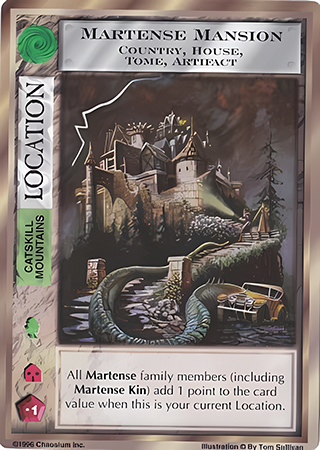 MARTENSE MANSION
COUNTRY, HOUSE,
TOME, ARTIFACT
LOCATION
CATSKILL
MOUNTAINS
-1
All Martense family members (including
Martense Kin) add 1 point to the card
value when this is your current Location.
©1996 Chaosium Inc.
Illustration © By Tom Sullivan